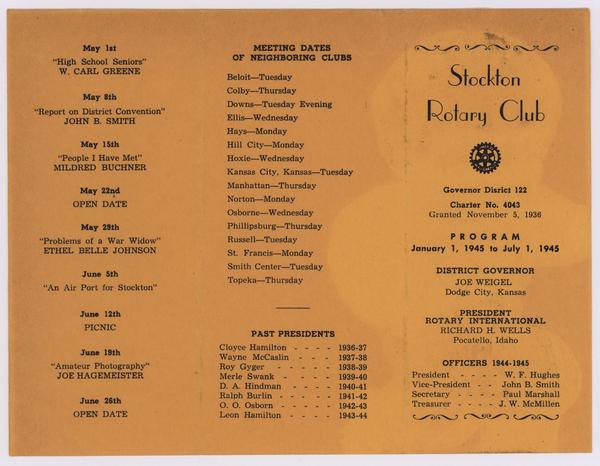 May 1st
"High School Seniors"
W. CARL GREENE
May 8th
"Report on District Convention"
JOHN B. SMITH
May 15th
"People I Have Met"
MILDRED BUCHNER
May 22nd
OPEN DATE
May 29th
"Problems of a War Widow"
ETHEL BELLE JOHNSON
June 5th
"An Air Port for Stockton"
June 12th
PICNIC
June 19th
"Amateur Photography"
JOE HAGEMEISTER
June 26th
OPEN DATE
MEETING DATES
OF NEIGHBORING CLUBS
Beloit—Tuesday
Colby—Thursday
Downs—Tuesday Evening
Ellis—Wednesday
Hays—Monday
Hill City—Monday
Hoxie—Wednesday
Kansas City, Kansas—Tuesday
Manhattan—Thursday
Norton—Monday
Osborne—Wednesday
Phillipsburg—Thursday
Russell—Tuesday
St. Francis—Monday
Smith Center—Tuesday
Topeka—Thursday
PAST PRESIDENTS
Cloyce Hamilton - - - - 1936-37
Wayne McCaslin - - - 1937-38
Roy Gyger - - - - 1938-39
Merle Swank - - - - 1939-40
D. A. Hindman - - - - 1940-41
Ralph Burlin - - - - 1941-42
O. O. Osborn - - - - 1942-43
Leon Hamilton - - - - 1943-44
Stockton
Rotary Club
Governor Disrict 122
Charter No. 4043
Granted November 5, 1936
PROGRAM
January 1, 1945 to July 1, 1945
DISTRICT GOVERNOR
JOE WEIGEL
Dodge City, Kansas
PRESIDENT
ROTARY INTERNATIONAL
RICHARD H. WELLS
Pocatello, Idaho
OFFICERS 1944-1945
President - - - - W. F. Hughes
Vice-President - - John B. Smith
Secretary - - - - Paul Marshall
Treasurer - - - J. W. McMillen